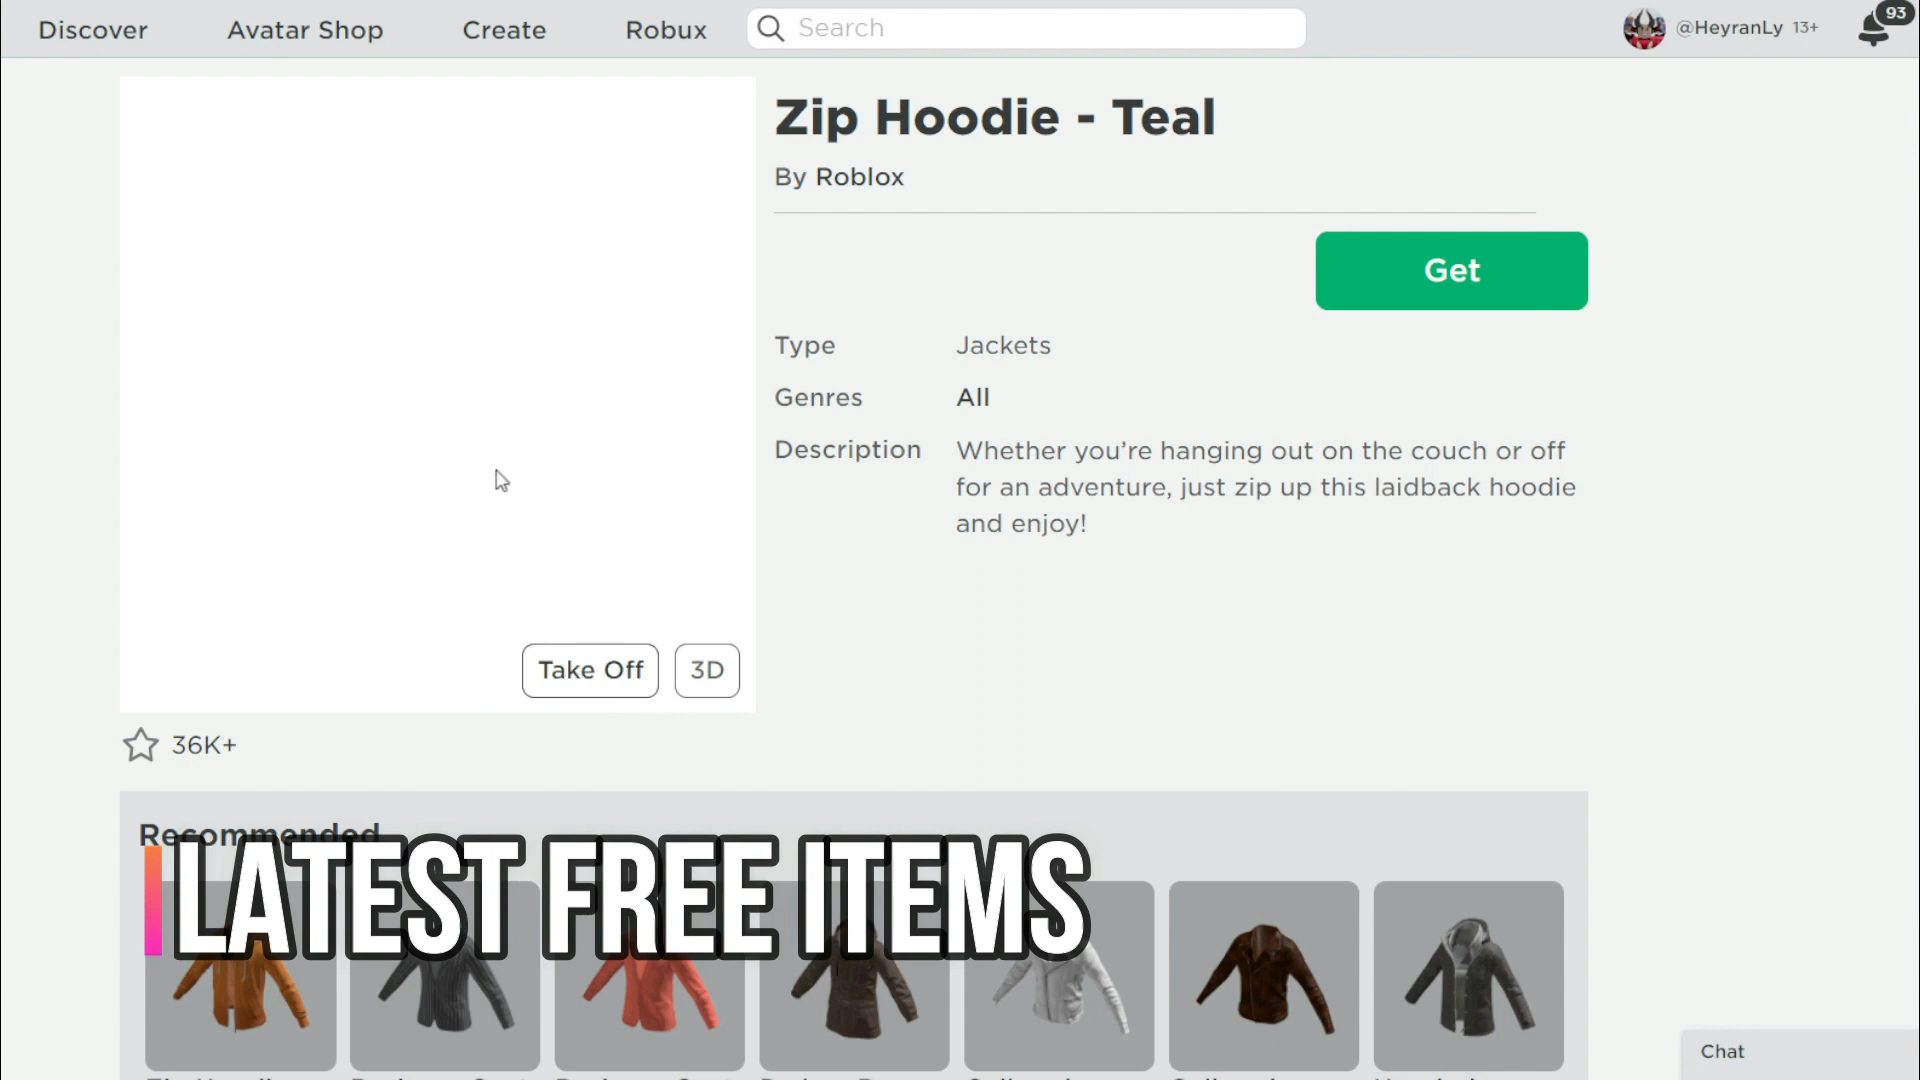 Discover Avatar Shop Create Robux Search @HeyranLy 13+ 93
Zip Hoodie - Teal
By Roblox
Get
Type Jackets
Genres All
Description Whether you’re hanging out on the couch or off
for an adventure, just zip up this laidback hoodie
and enjoy!
Take Off 3D
36K+
Recommended
LATEST FREE ITEMS
Chat